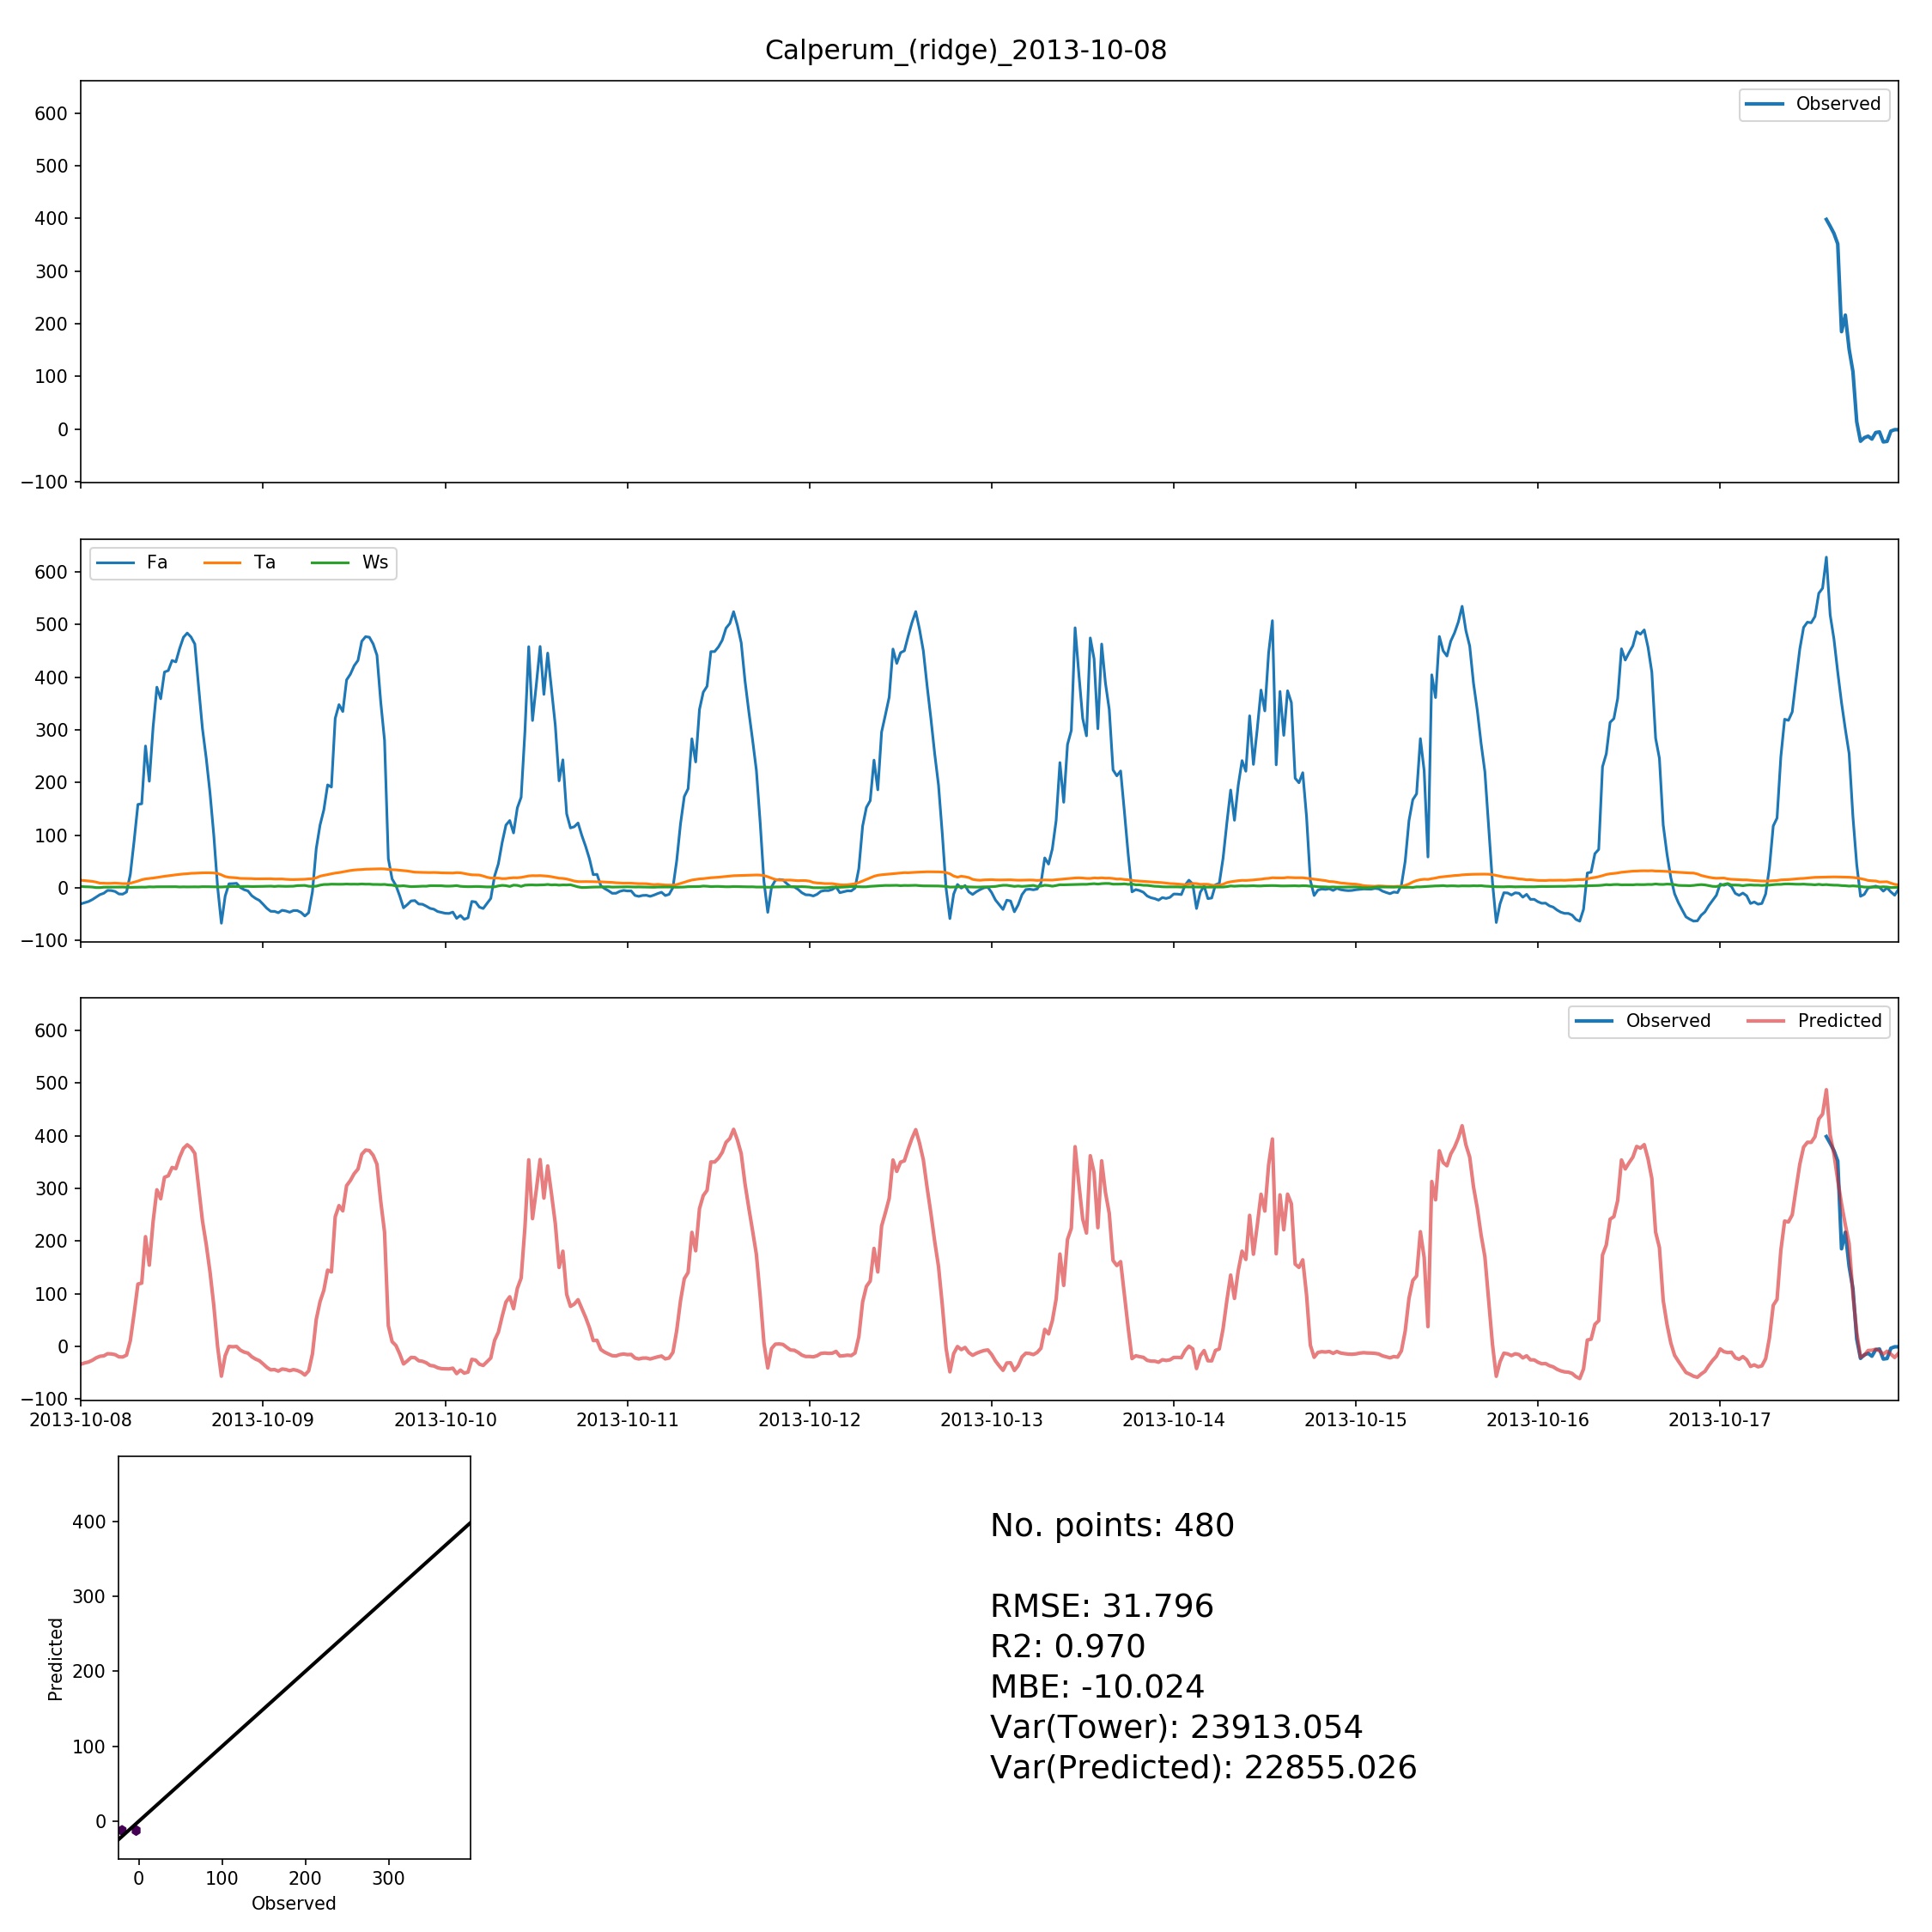 Calperum_(ridge)_2013-10-08
600
500
400
300
200
100
0
−100
Observed
600
500
400
300
200
100
0
−100
Fa Ta Ws
600
500
400
300
200
100
0
−100
Observed Predicted
2013-10-08 2013-10-09 2013-10-10 2013-10-11 2013-10-12 2013-10-13 2013-10-14 2013-10-15 2013-10-16 2013-10-17
Predicted
400
300
200
100
0
0 100 200 300
Observed
No. points: 480
RMSE: 31.796
R2: 0.970
MBE: -10.024
Var(Tower): 23913.054
Var(Predicted): 22855.026